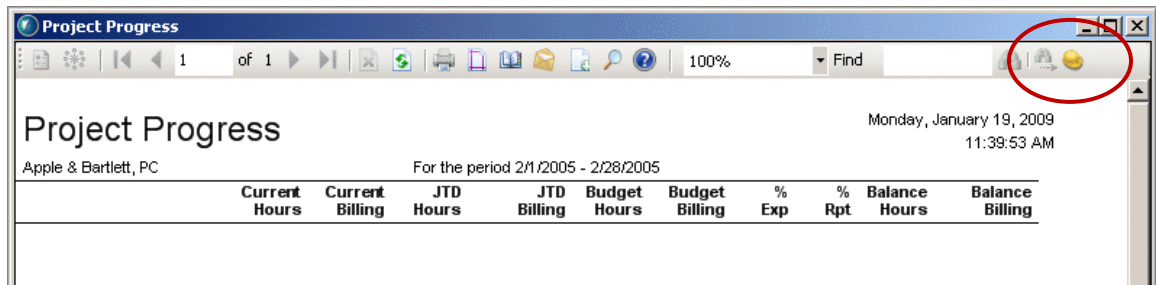 Project Progress
1 of 1 100% Find
Project Progress
Monday, January 19, 2009
11:39:53 AM
Apple & Bartlett, PC For the period 2/1/2005 - 2/28/2005
Current Current JTD JTD Budget Budget % % Balance Balance
Hours Billing Hours Billing Hours Billing Exp Rpt Hours Billing